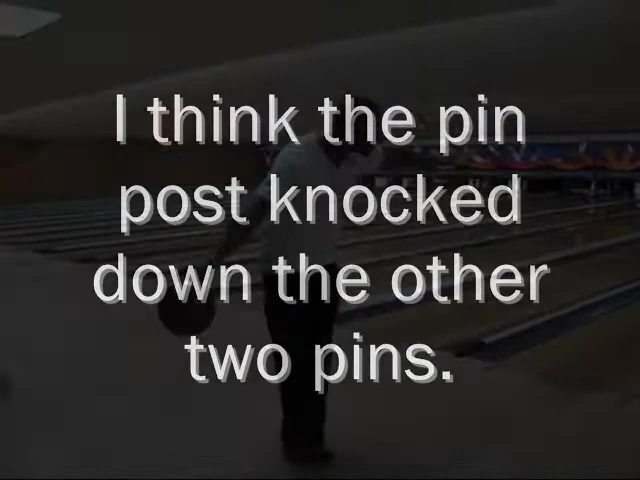 I think the pin
post knocked
down the other
two pins.